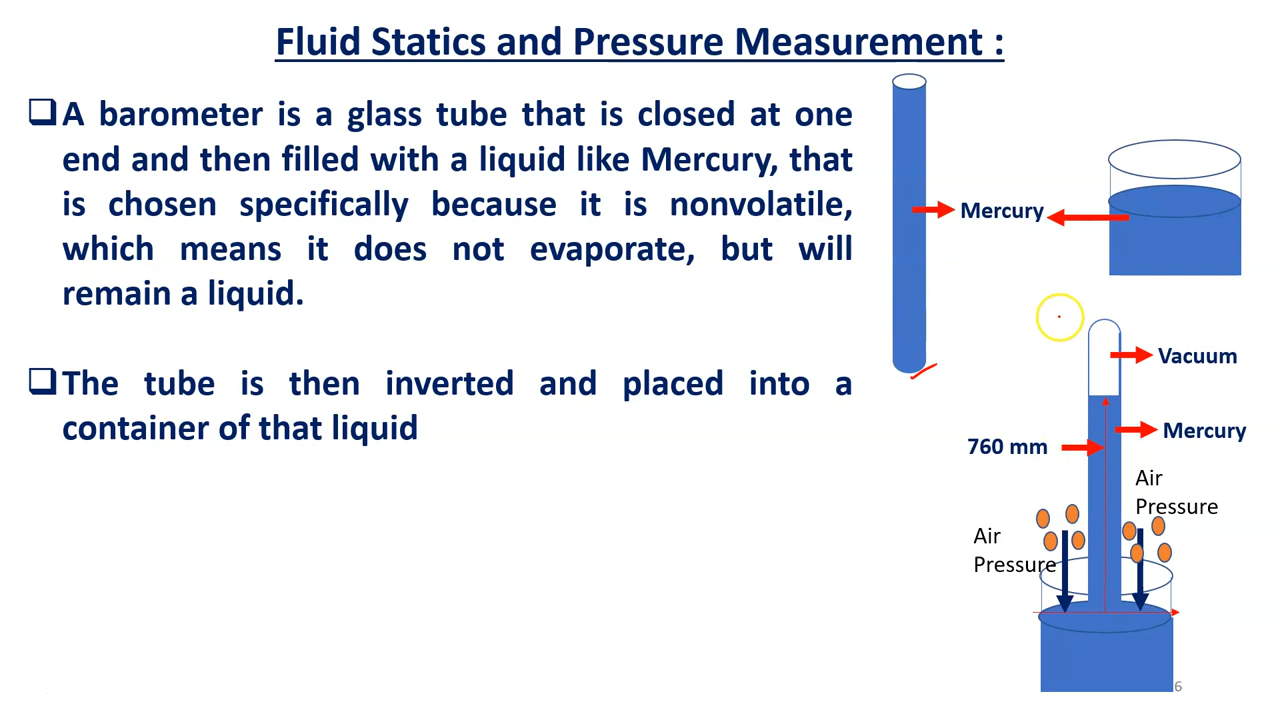 Fluid Statics and Pressure Measurement :
A barometer is a glass tube that is closed at one
end and then filled with a liquid like Mercury, that
is chosen specifically because it is nonvolatile,
which means it does not evaporate, but will
remain a liquid.
The tube is then inverted and placed into a
container of that liquid
Mercury
Vacuum
Mercury
760 mm
Air
Pressure
Air
Pressure
6